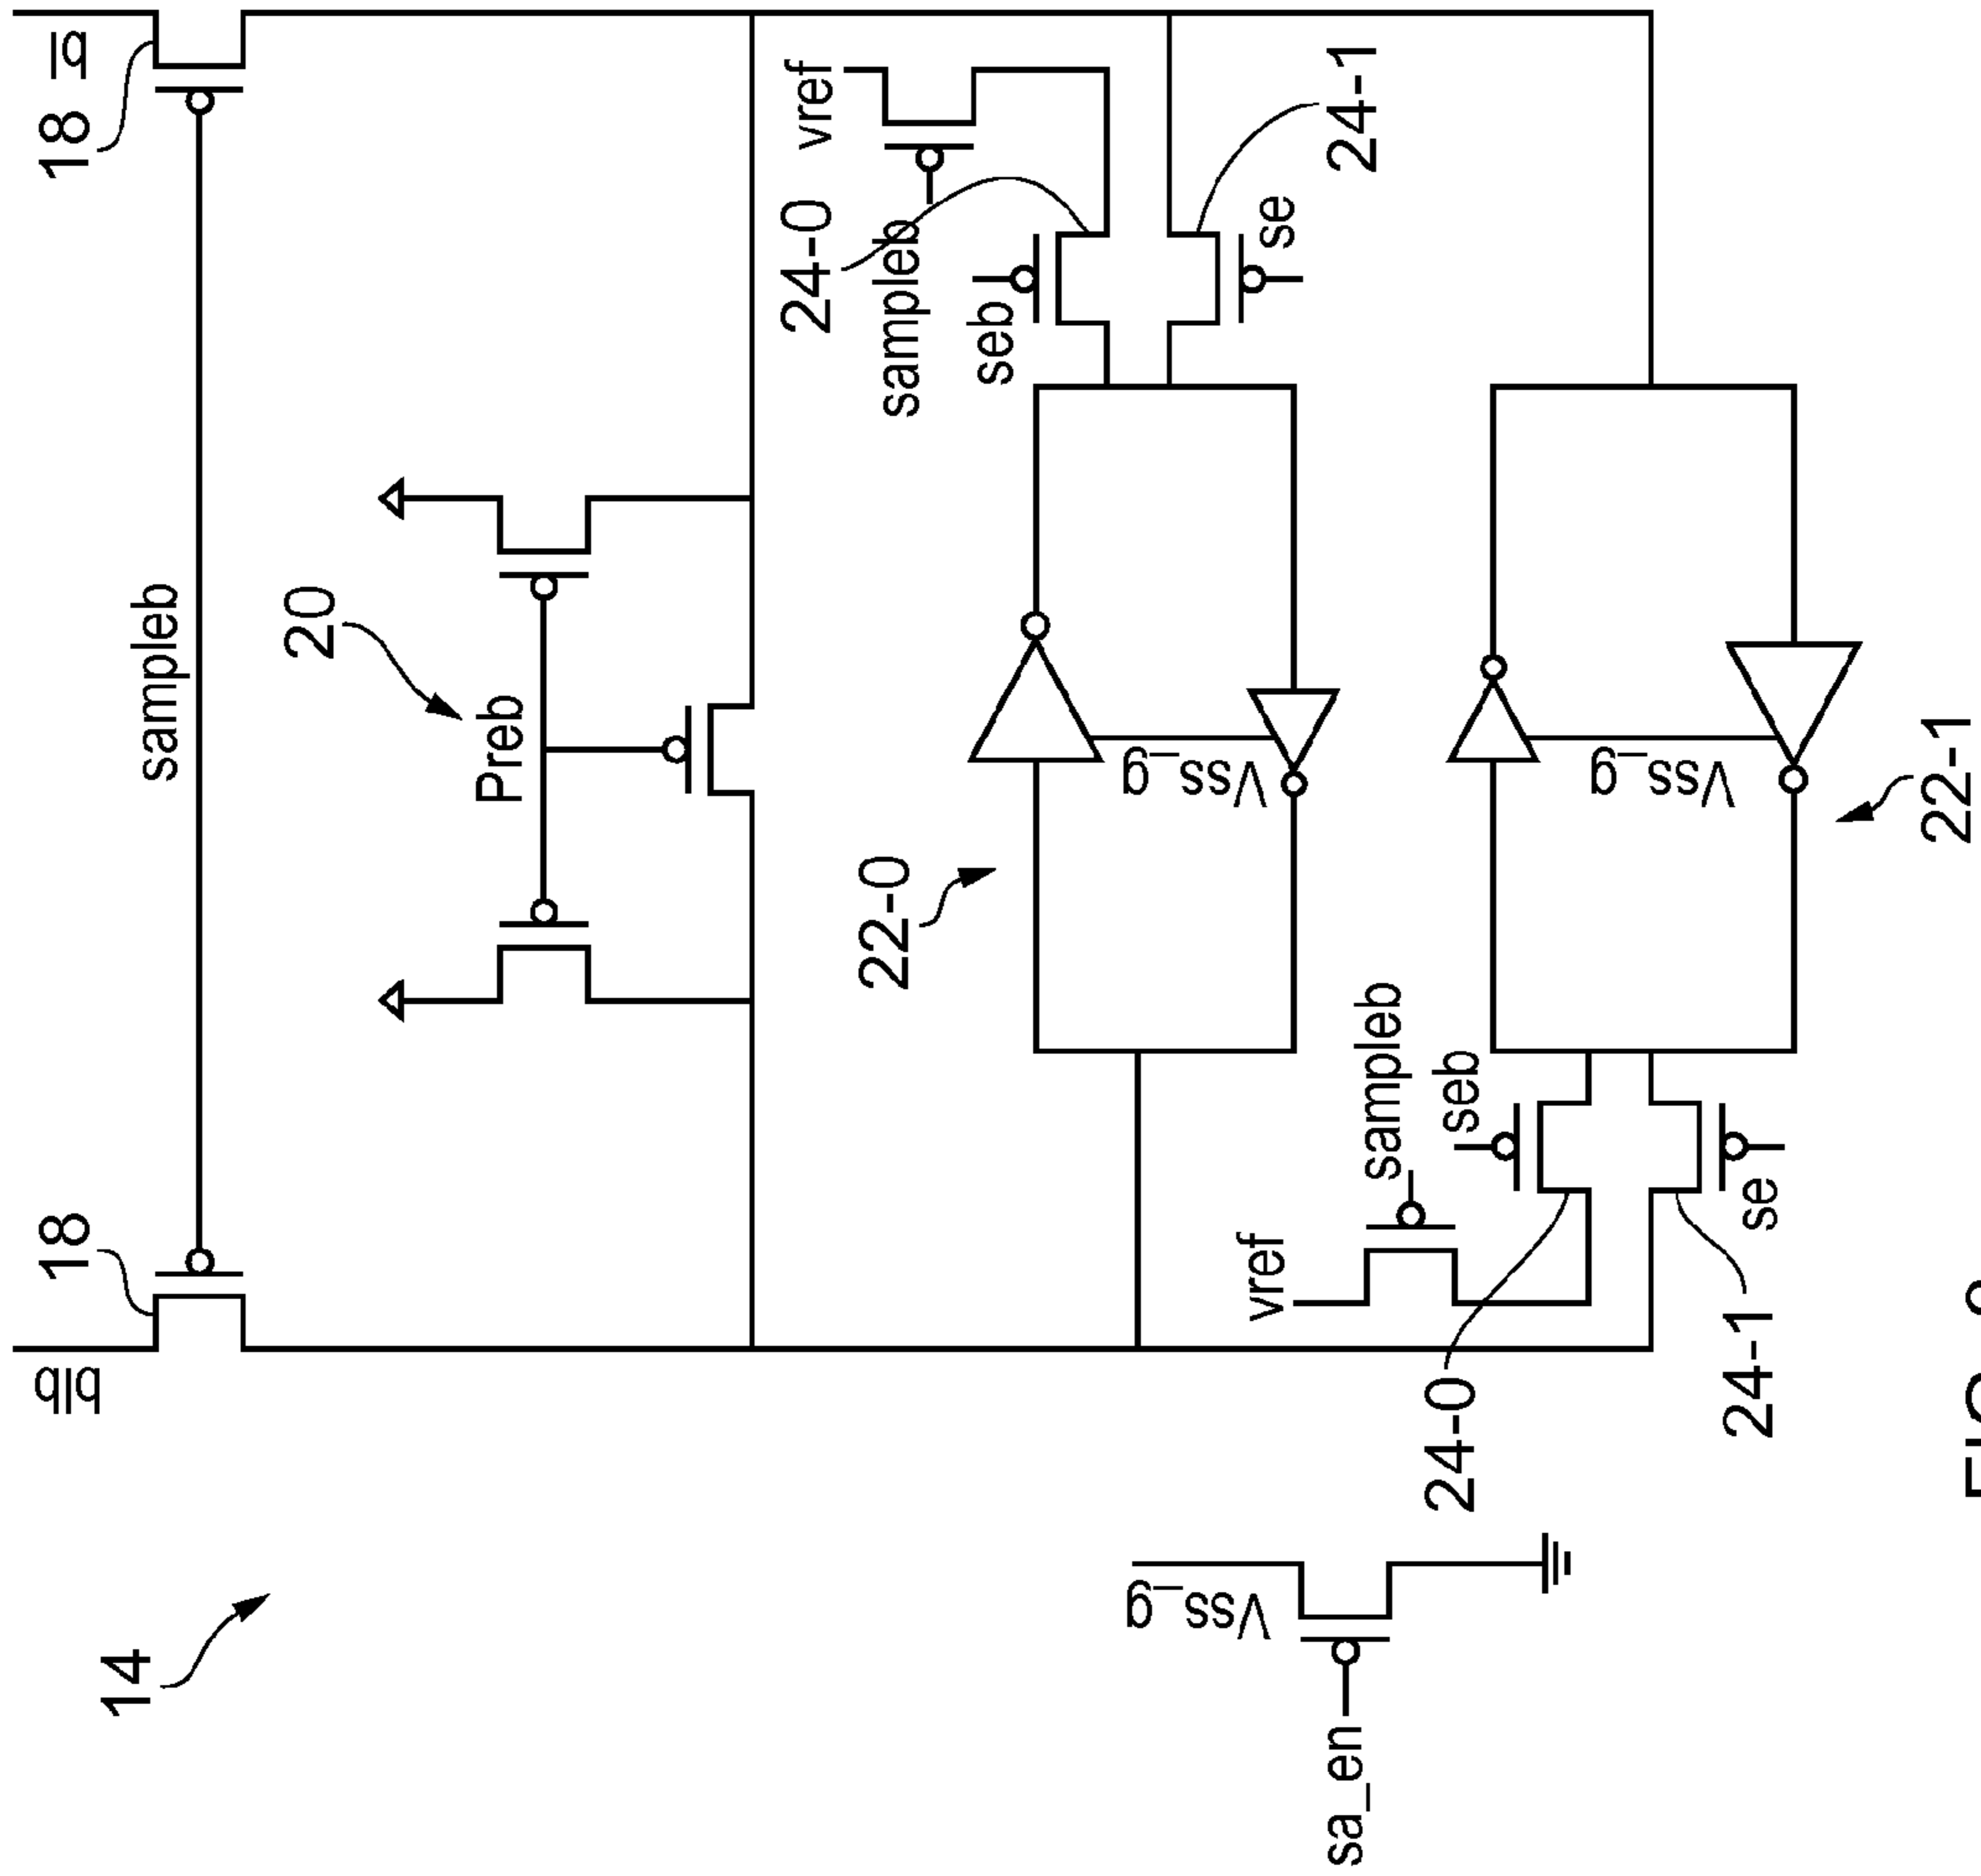 bl
18
vref
24-1
24-0
se
sampleb
seb
sampleb
20
Preb
Vss_g
Vss_g
22-1
22-0
sampleb
seb
se
18
vref
blb
24-0
24-1
14
Vss_g
sa_en